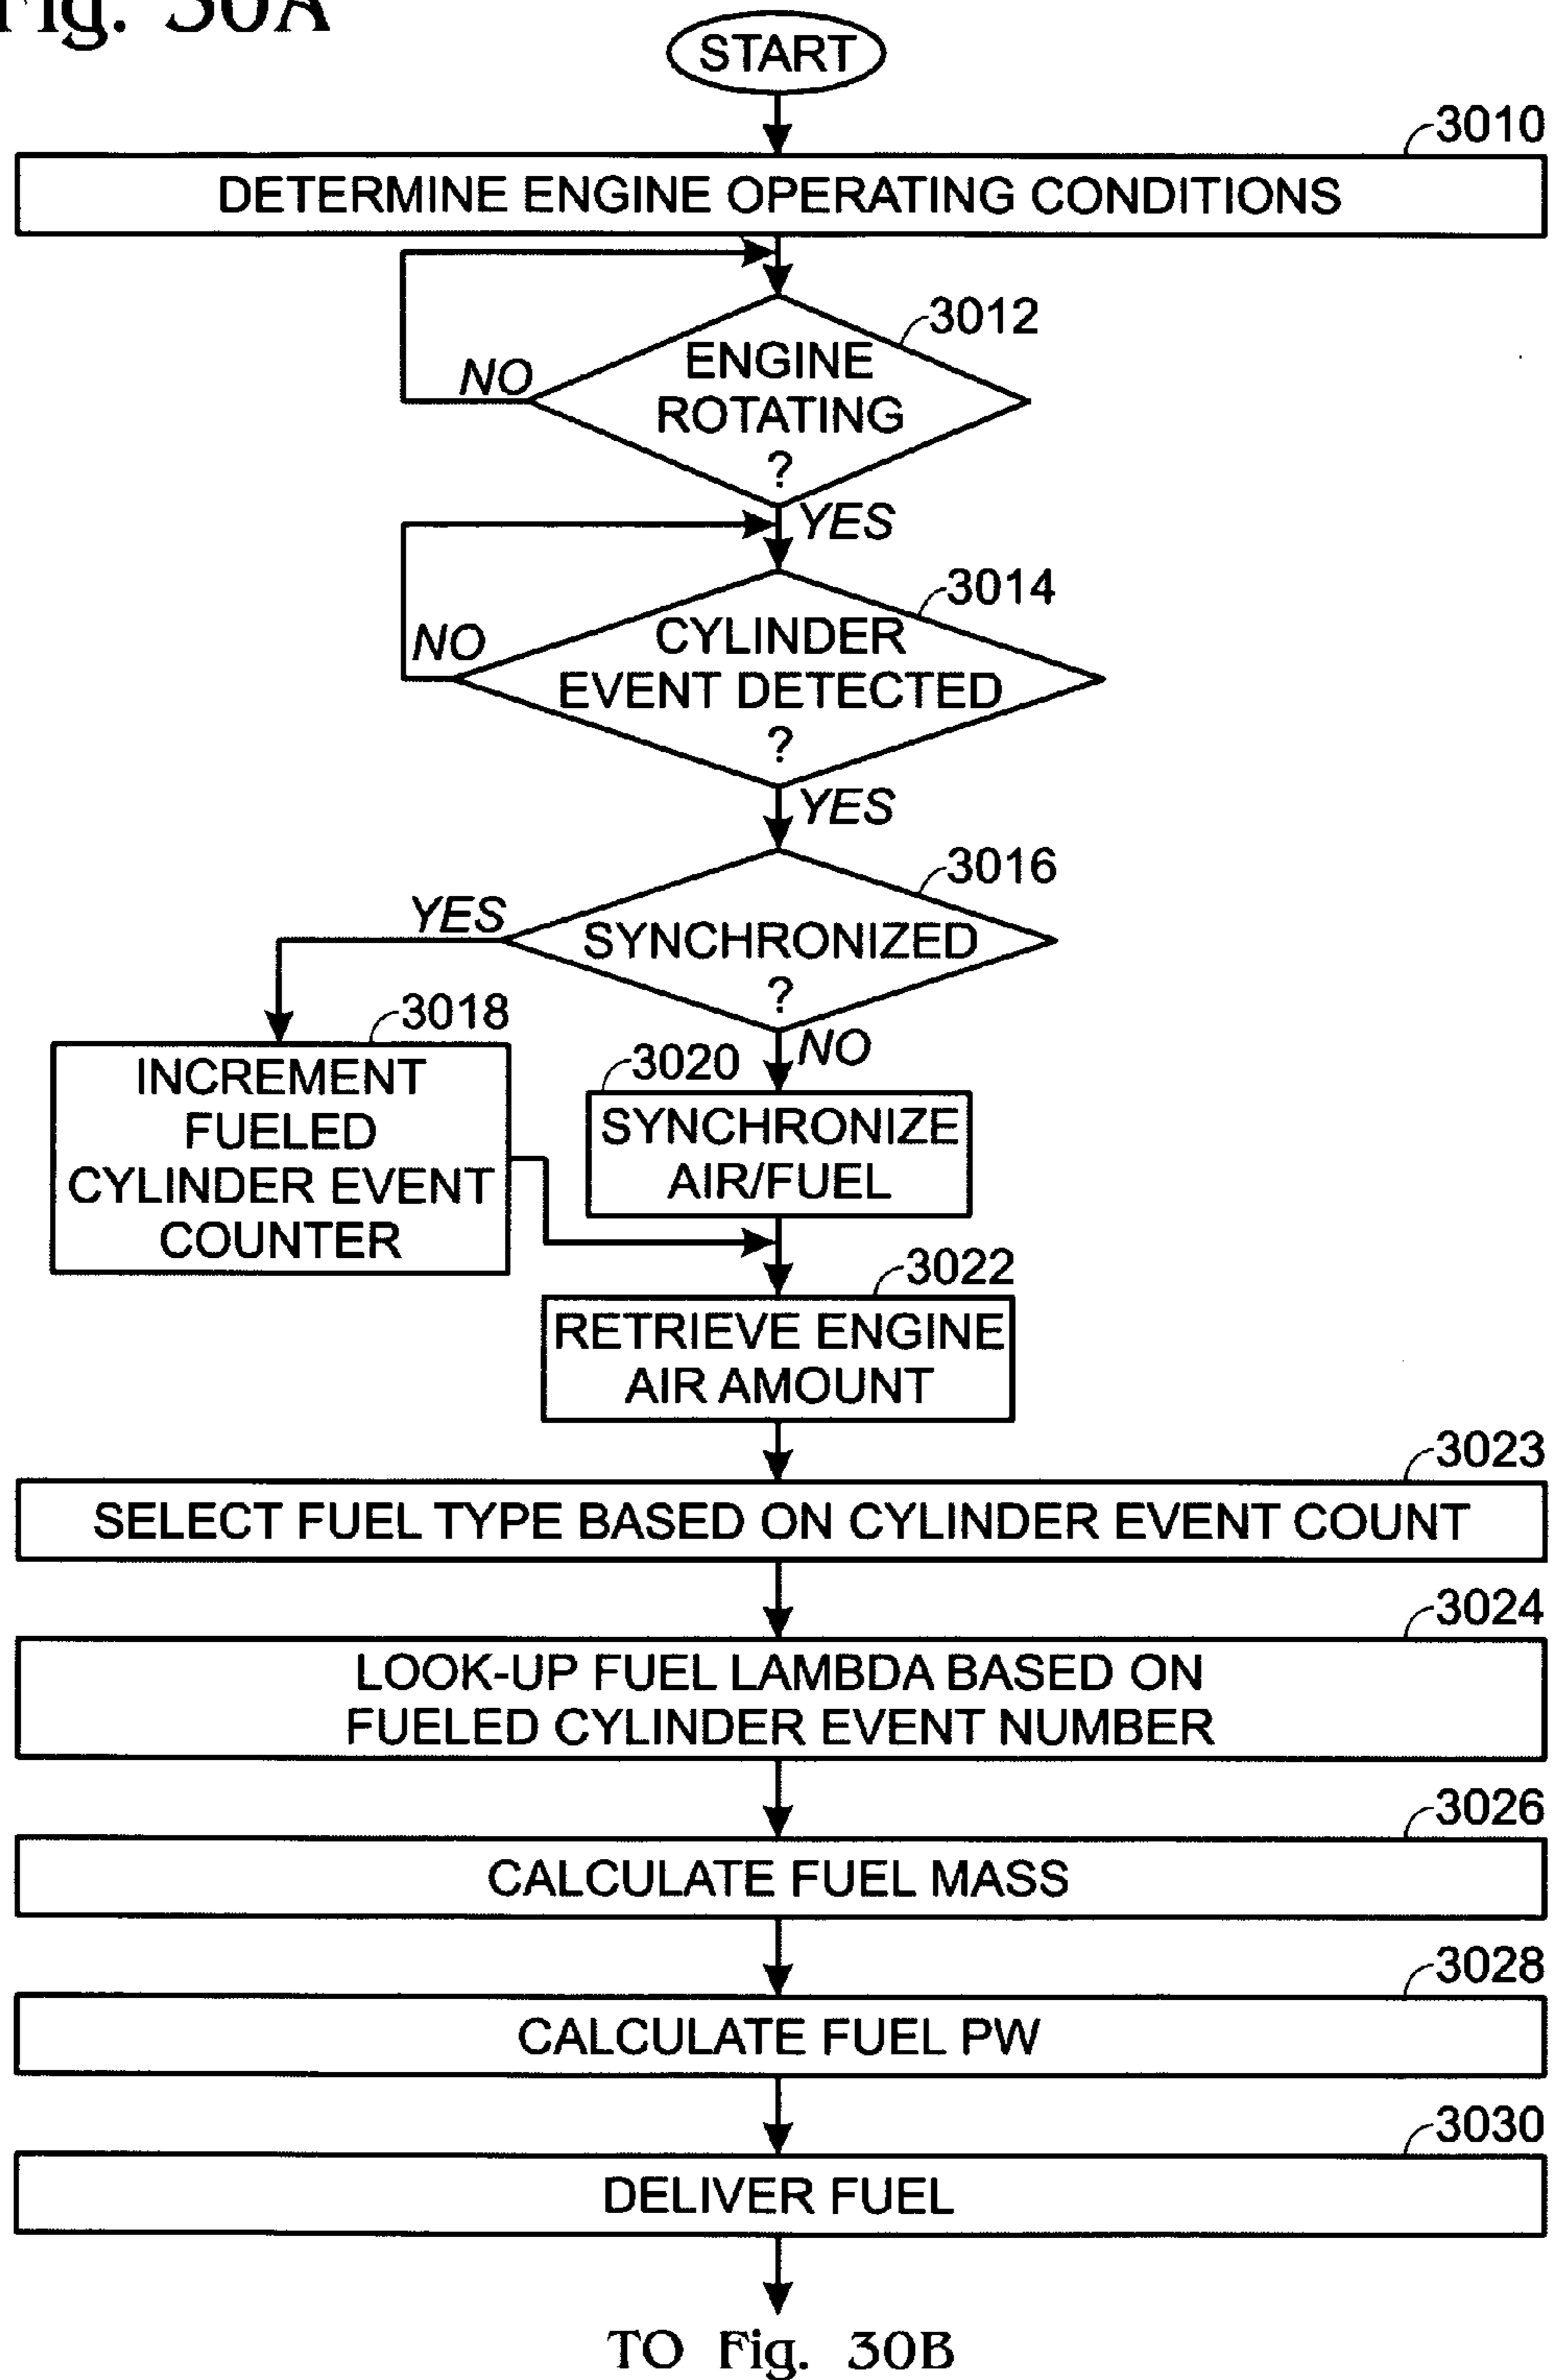 Fig. 30A
START
3010
DETERMINE ENGINE OPERATING CONDITIONS
3012
ENGINE
ROTATING
?
NO
YES
3014
CYLINDER
EVENT DETECTED
?
NO
YES
3016
SYNCHRONIZED
?
YES
NO
3018
INCREMENT
FUELED
CYLINDER EVENT
COUNTER
3020
SYNCHRONIZE
AIR/FUEL
3022
RETRIEVE ENGINE
AIR AMOUNT
3023
SELECT FUEL TYPE BASED ON CYLINDER EVENT COUNT
3024
LOOK-UP FUEL LAMBDA BASED ON
FUELED CYLINDER EVENT NUMBER
3026
CALCULATE FUEL MASS
3028
CALCULATE FUEL PW
3030
DELIVER FUEL
TO Fig. 30B